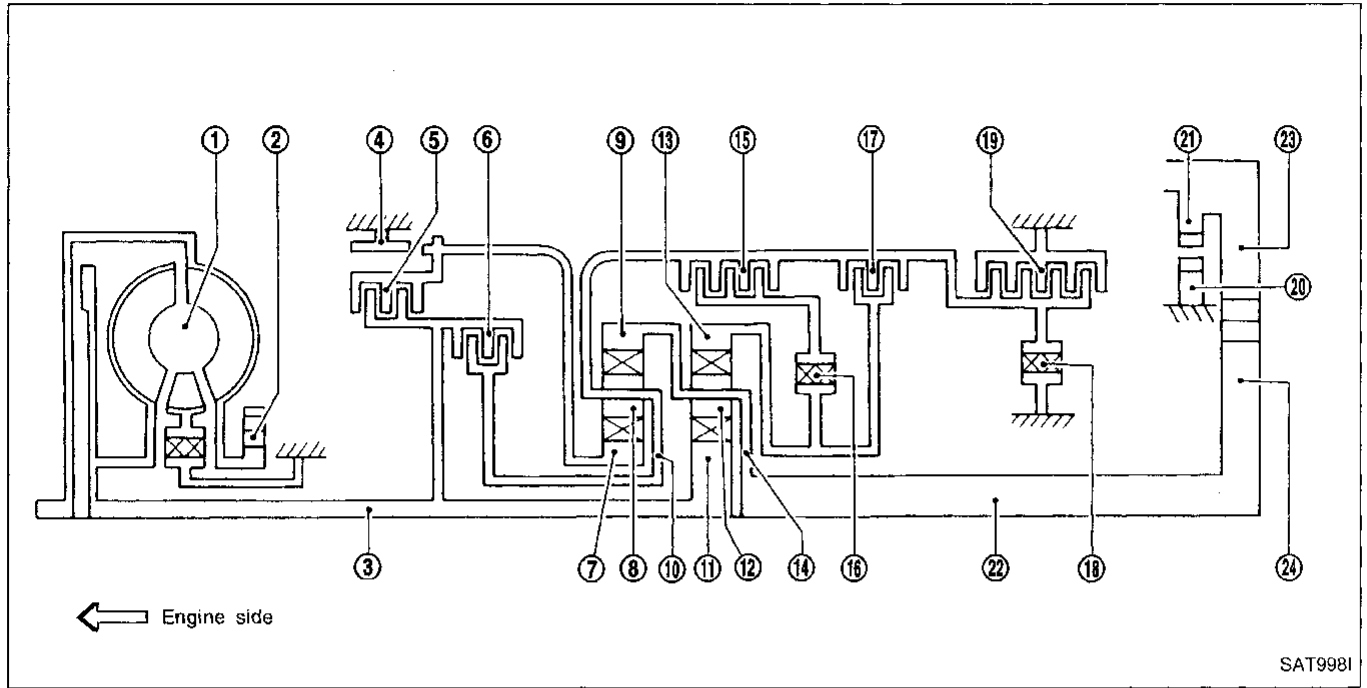 ① ② ④ ⑤ ⑥ ⑨ ⑬ ⑮ ⑰ ⑲ ㉑ ㉓
⑳
③ ⑦ ⑧ ⑩ ⑪ ⑫ ⑭ ⑯ ㉒ ⑱ ㉔
Engine side
SAT998I